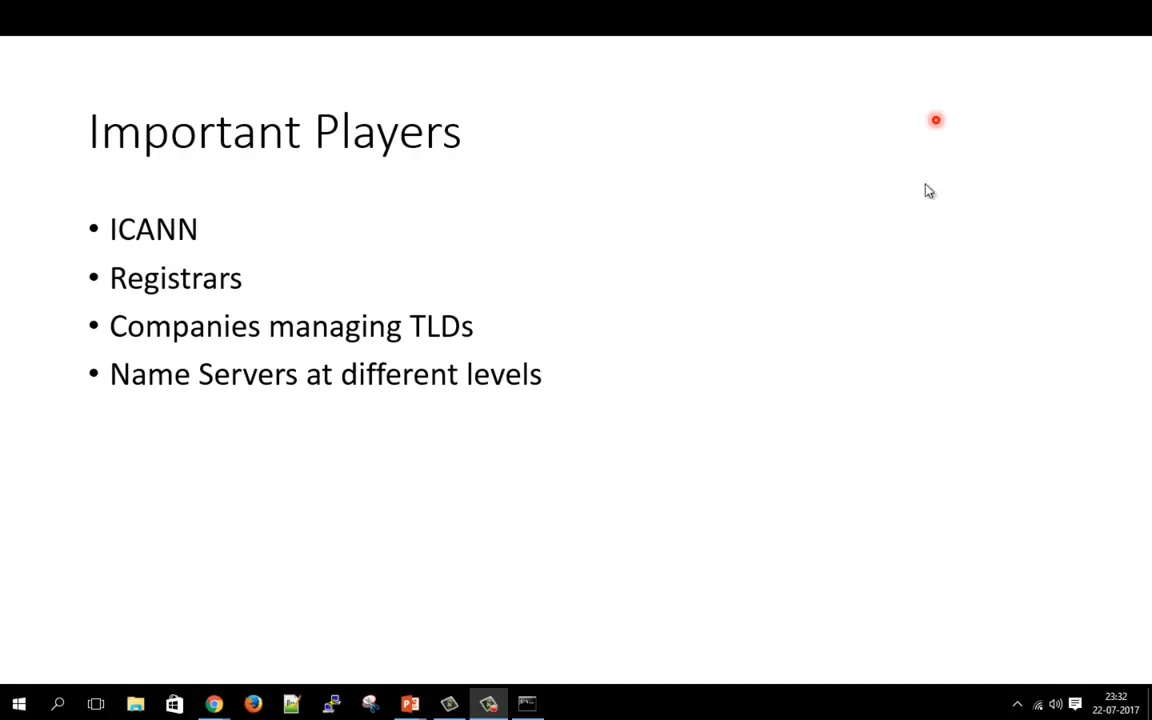 Important Players
• ICANN
• Registrars
• Companies managing TLDs
• Name Servers at different levels
23:32
22-07-2017